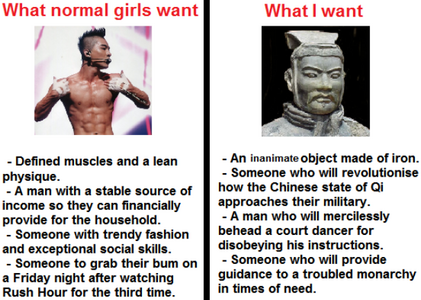 What normal girls want
- Defined muscles and a lean
physique.
- A man with a stable source of
income so they can financially
provide for the household.
- Someone with trendy fashion
and exceptional social skills.
- Someone to grab their bum on
a Friday night after watching
Rush Hour for the third time.
What I want
- An inanimate object made of iron.
- Someone who will revolutionise
how the Chinese state of Qi
approaches their military.
- A man who will mercilessly
behead a court dancer for
disobeying his instructions.
- Someone who will provide
guidance to a troubled monarchy
in times of need.